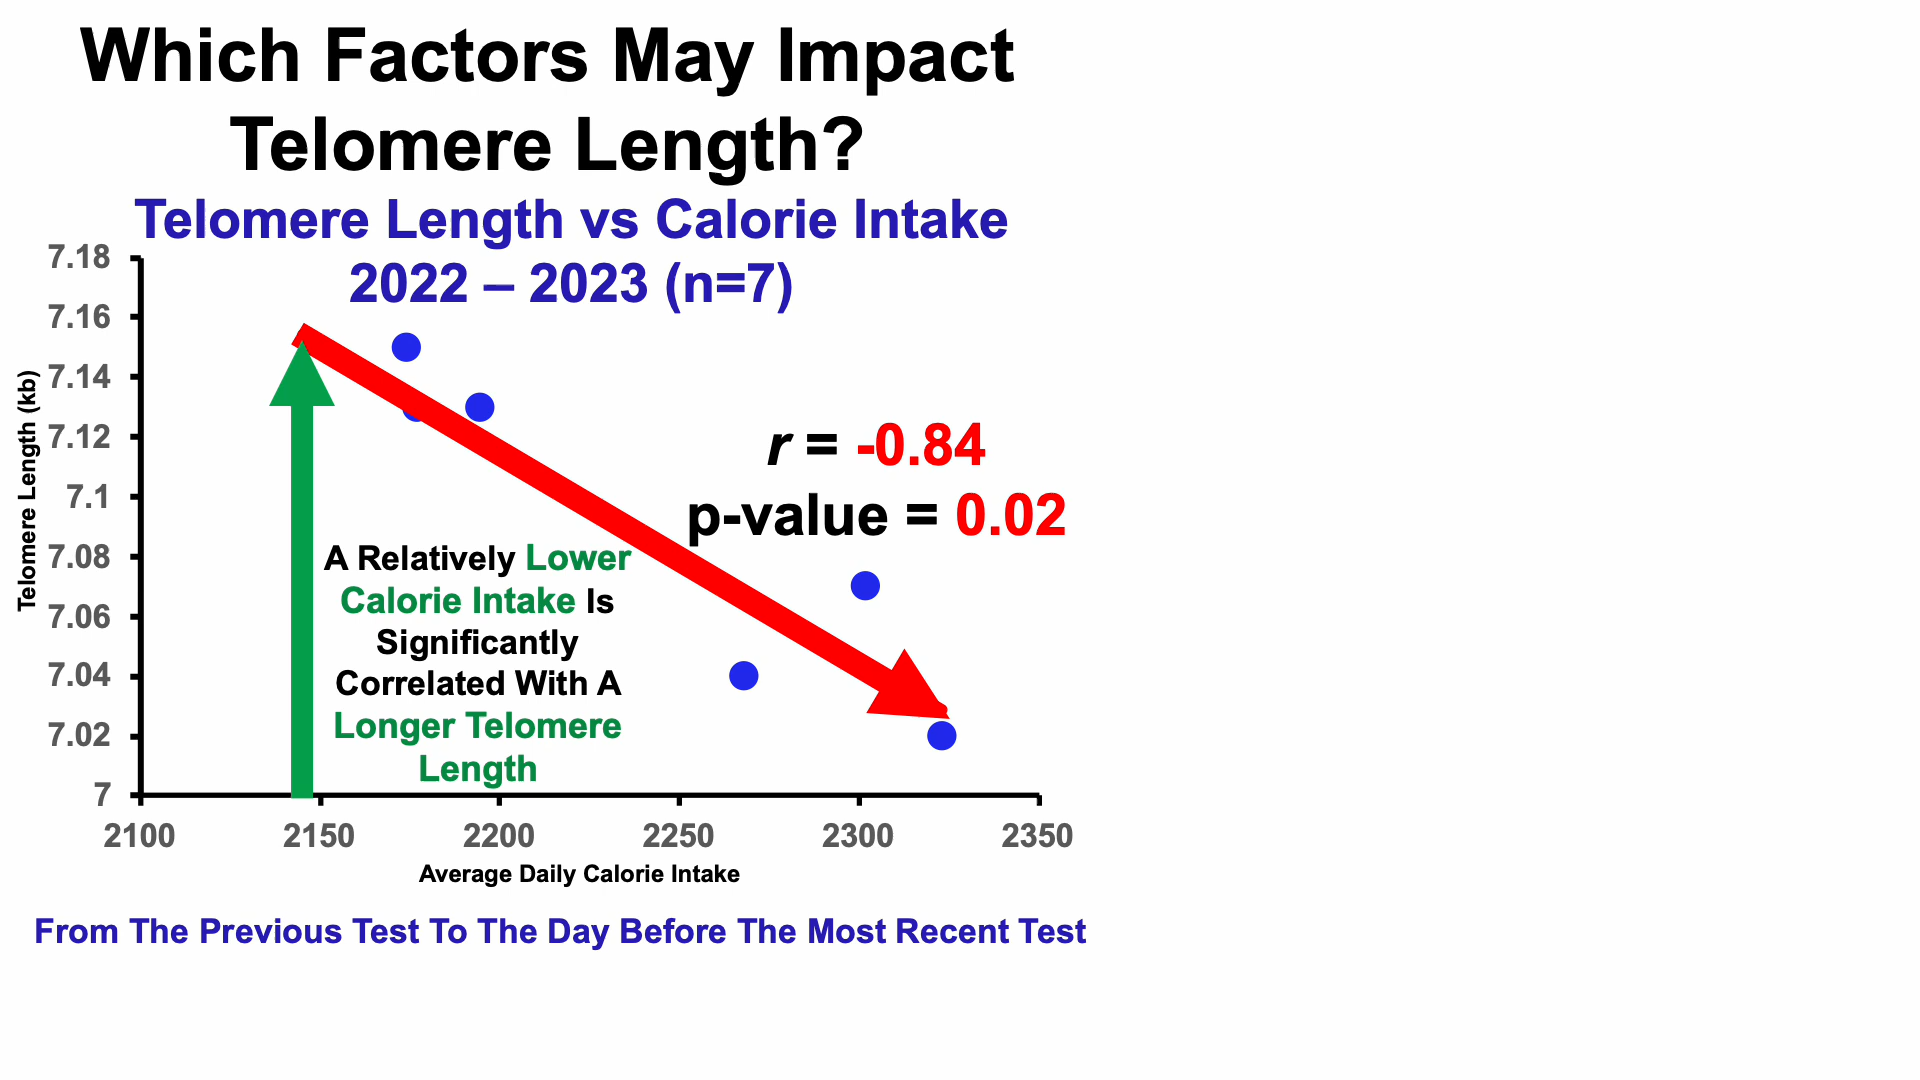 Which Factors May Impact
Telomere Length?
Telomere Length vs Calorie Intake
2022 – 2023 (n=7)
7.18
7.16
7.14
7.12
7.1
7.08
7.06
7.04
7.02
7
Telomere Length (kb)
r = -0.84
p-value = 0.02
A Relatively Lower
Calorie Intake Is
Significantly
Correlated With A
Longer Telomere
Length
2100 2150 2200 2250 2300 2350
Average Daily Calorie Intake
From The Previous Test To The Day Before The Most Recent Test